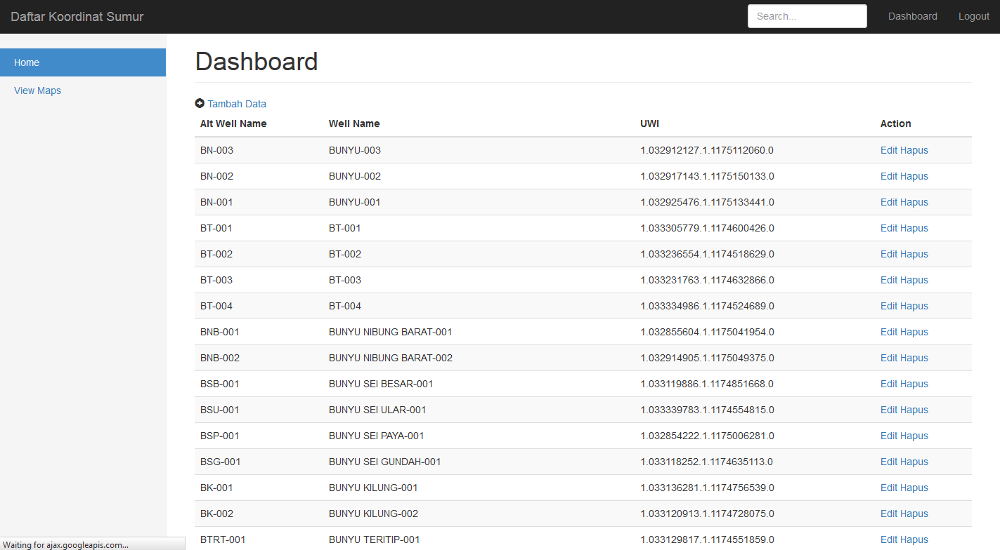 Daftar Koordinat Sumur Search... Dashboard Logout
Home
View Maps
Dashboard
Tambah Data
Alt Well Name Well Name UWI Action
BN-003 BUNYU-003 1.032912127.1.1175112060.0 Edit Hapus
BN-002 BUNYU-002 1.032917143.1.1175150133.0 Edit Hapus
BN-001 BUNYU-001 1.032925476.1.1175133441.0 Edit Hapus
BT-001 BT-001 1.033305779.1.1174600426.0 Edit Hapus
BT-002 BT-002 1.033236554.1.1174518629.0 Edit Hapus
BT-003 BT-003 1.033231763.1.1174632866.0 Edit Hapus
BT-004 BT-004 1.033334986.1.1174524689.0 Edit Hapus
BNB-001 BUNYU NIBUNG BARAT-001 1.032855604.1.1175041954.0 Edit Hapus
BNB-002 BUNYU NIBUNG BARAT-002 1.032914905.1.1175049375.0 Edit Hapus
BSB-001 BUNYU SEI BESAR-001 1.033119886.1.1174851668.0 Edit Hapus
BSU-001 BUNYU SEI ULAR-001 1.033339783.1.1174554815.0 Edit Hapus
BSP-001 BUNYU SEI PAYA-001 1.032854222.1.1175006281.0 Edit Hapus
BSG-001 BUNYU SEI GUNDAH-001 1.033118252.1.1174635113.0 Edit Hapus
BK-001 BUNYU KILUNG-001 1.033136281.1.1174756539.0 Edit Hapus
BK-002 BUNYU KILUNG-002 1.033120913.1.1174728075.0 Edit Hapus
BTRT-001 BUNYU TERITIP-001 1.033129817.1.1174551859.0 Edit Hapus
Waiting for ajax.googleapis.com...